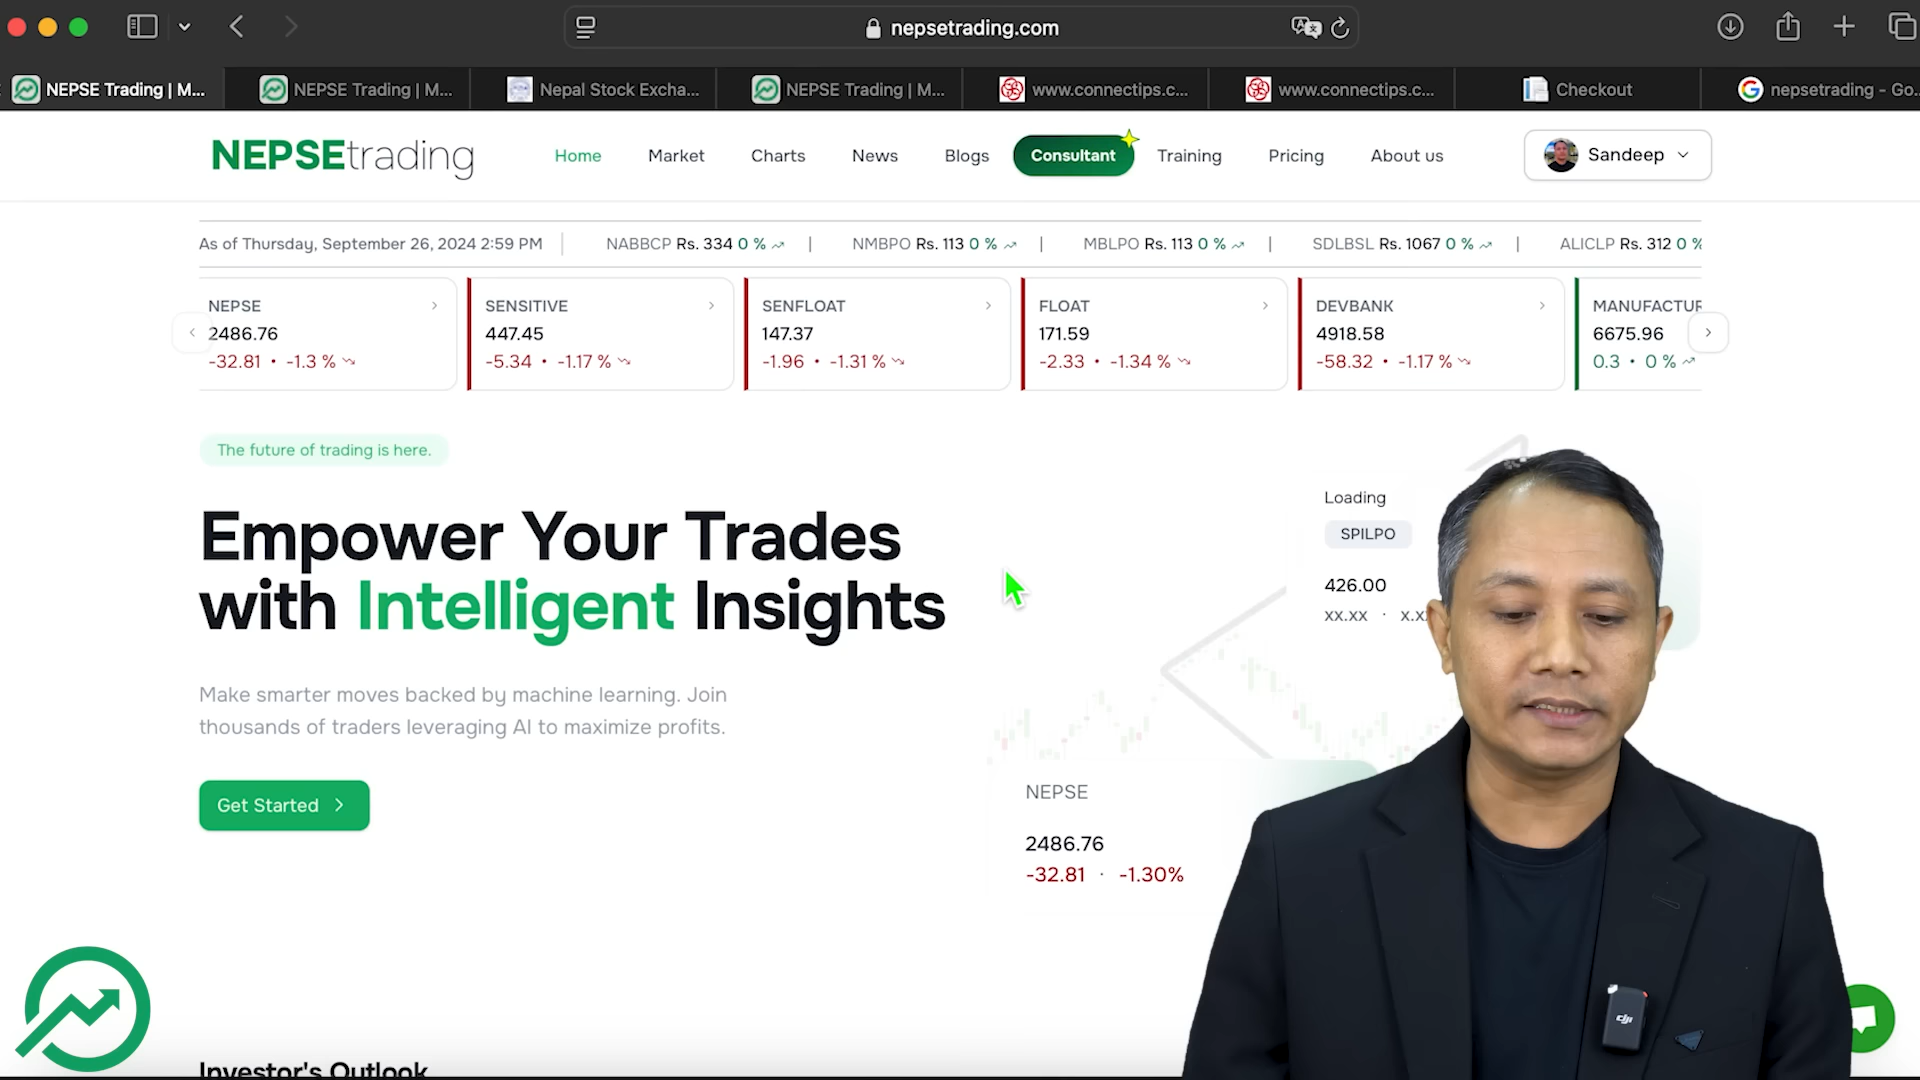 nepsetrading.com
NEPSE Trading | M...
NEPSE Trading | M...
Nepal Stock Excha...
NEPSE Trading | M...
www.connectips.c...
www.connectips.c...
Checkout
nepsetrading - Go...
NEPSEtrading
Home
Market
Charts
News
Blogs
Consultant
Training
Pricing
About us
Sandeep
As of Thursday, September 26, 2024 2:59 PM
NABBCP Rs. 334 0 %
|
NMBPO Rs. 113 0 %
|
MBLPO Rs. 113 0 %
|
SDLBSL Rs. 1067 0 %
|
ALICLP Rs. 312 0 %
NEPSE
2486.76
-32.81 • -1.3 %
SENSITIVE
447.45
-5.34 • -1.17 %
SENFLOAT
147.37
-1.96 • -1.31 %
FLOAT
171.59
-2.33 • -1.34 %
DEVBANK
4918.58
-58.32 • -1.17 %
MANUFACTUR
6675.96
0.3 • 0 %
The future of trading is here.
Empower Your Trades
with Intelligent Insights
Make smarter moves backed by machine learning. Join
thousands of traders leveraging AI to maximize profits.
Get Started
Loading
SPILPO
426.00
xx.xx · x.x
NEPSE
2486.76
-32.81 · -1.30%
Investor's Outlook
dji